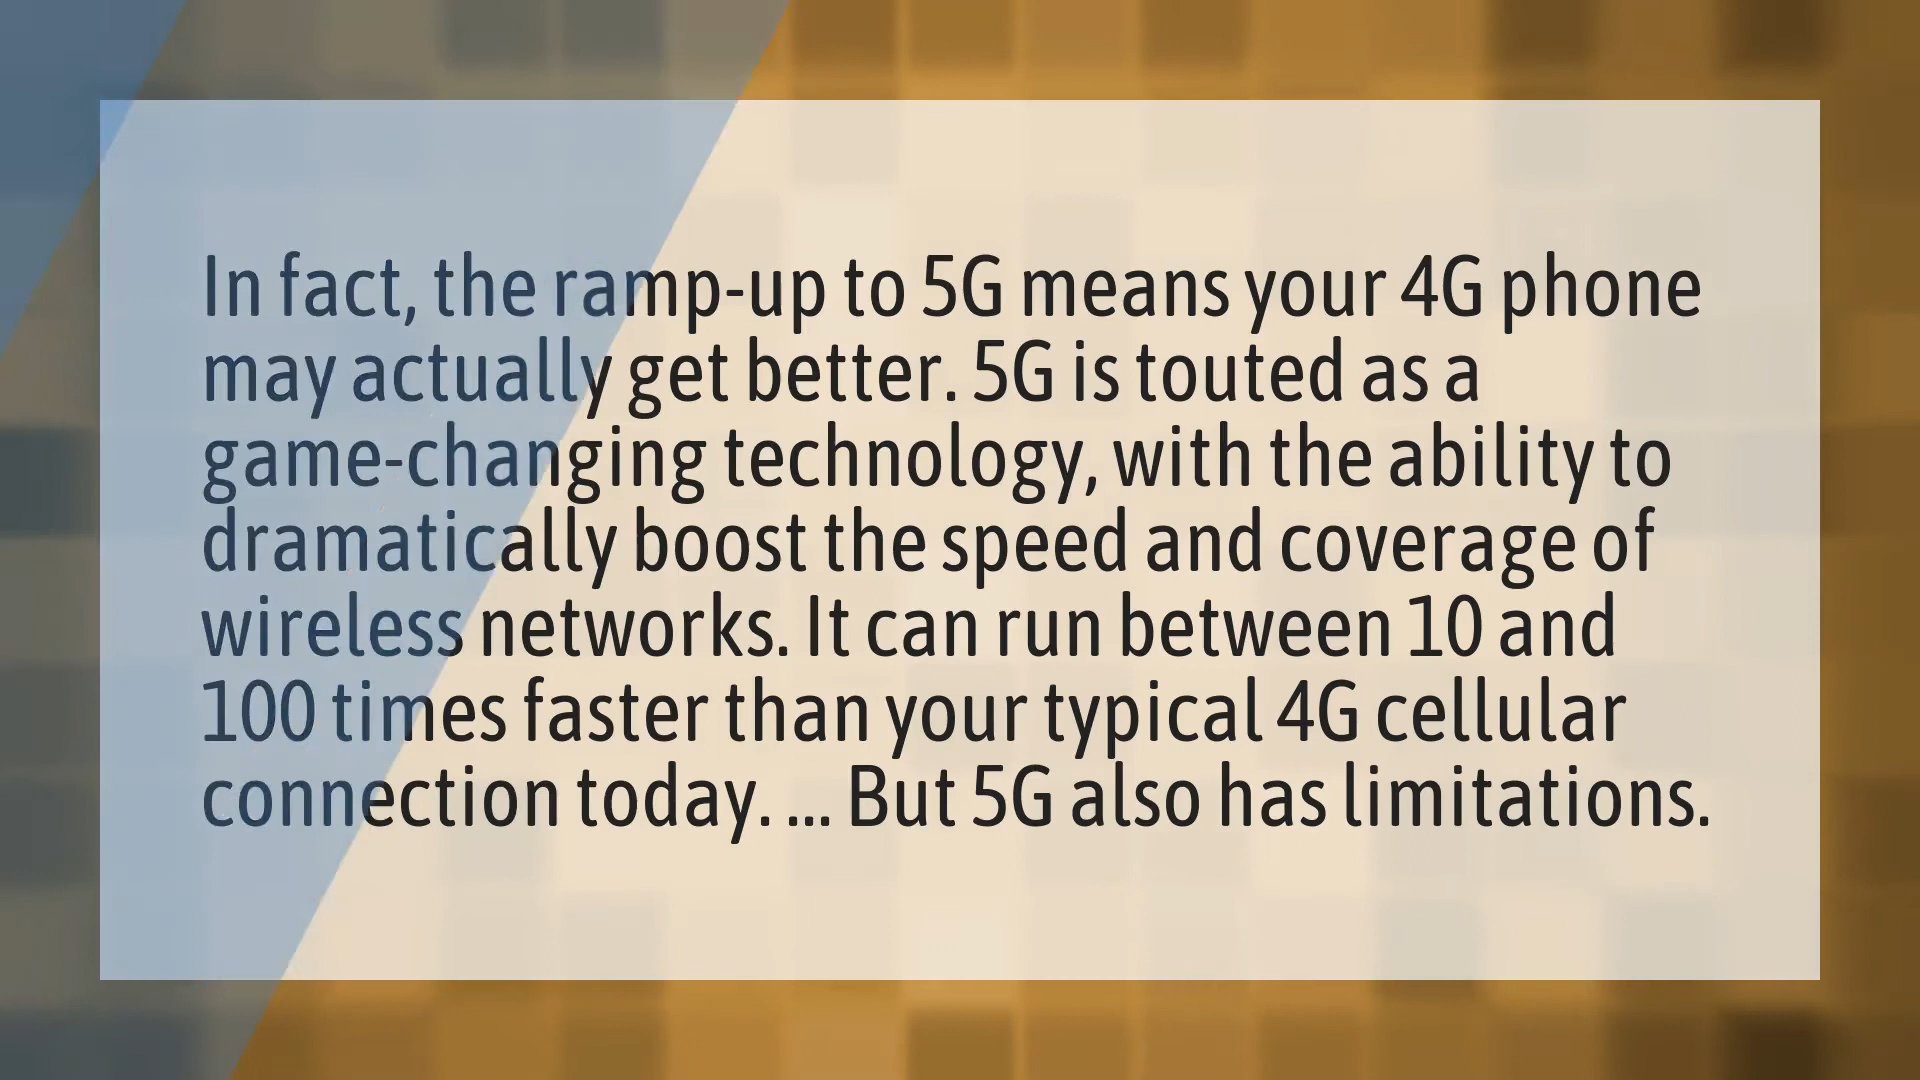 In fact, the ramp-up to 5G means your 4G phone
may actually get better. 5G is touted as a
game-changing technology, with the ability to
dramatically boost the speed and coverage of
wireless networks. It can run between 10 and
100 times faster than your typical 4G cellular
connection today. ... But 5G also has limitations.